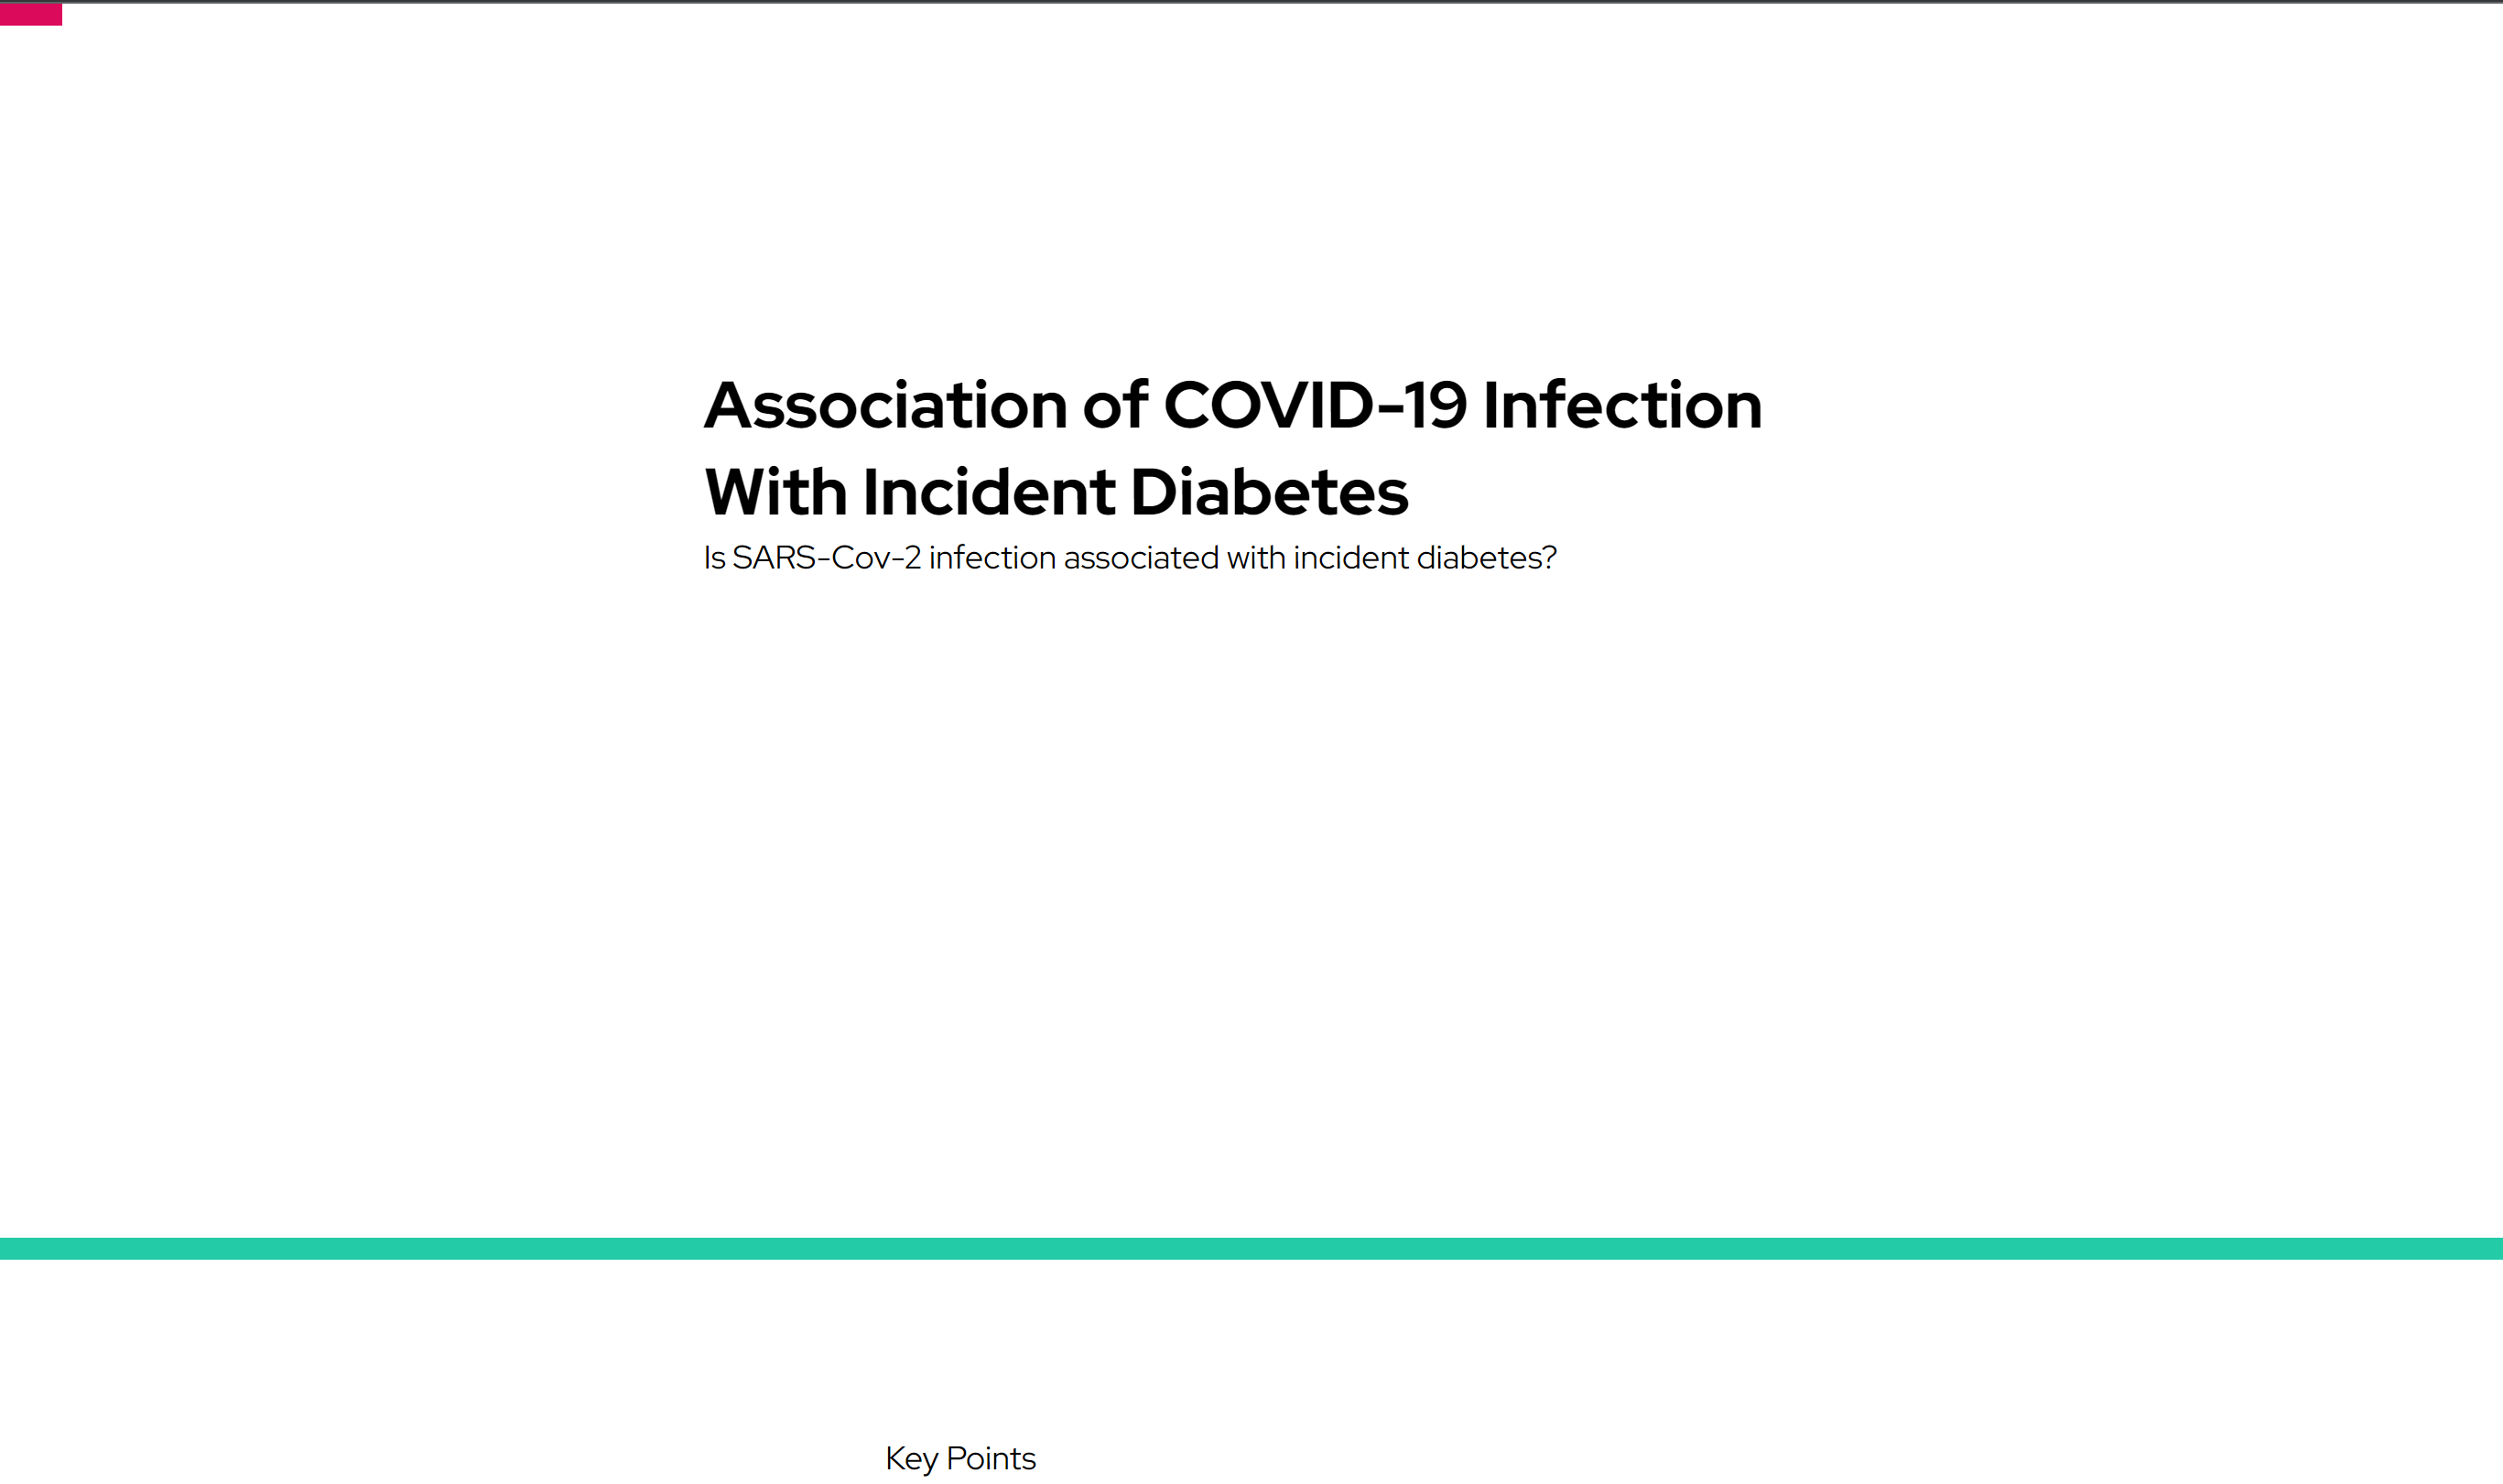 Association of COVID-19 Infection
With Incident Diabetes
Is SARS-Cov-2 infection associated with incident diabetes?
Key Points